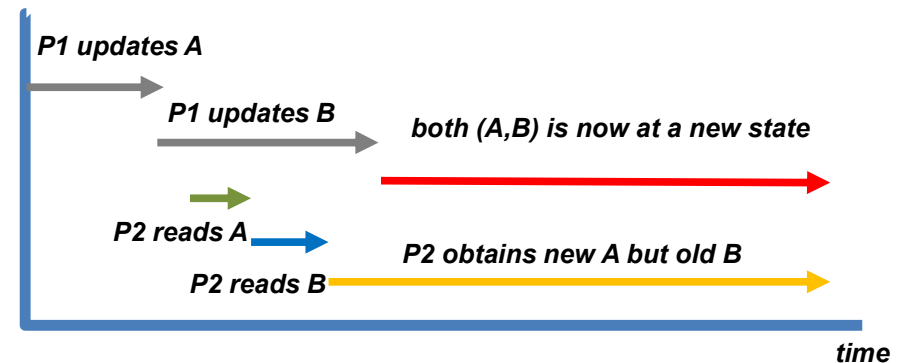 P1 updates A
P1 updates B
both (A,B) is now at a new state
P2 reads A
P2 obtains new A but old B
P2 reads B
time